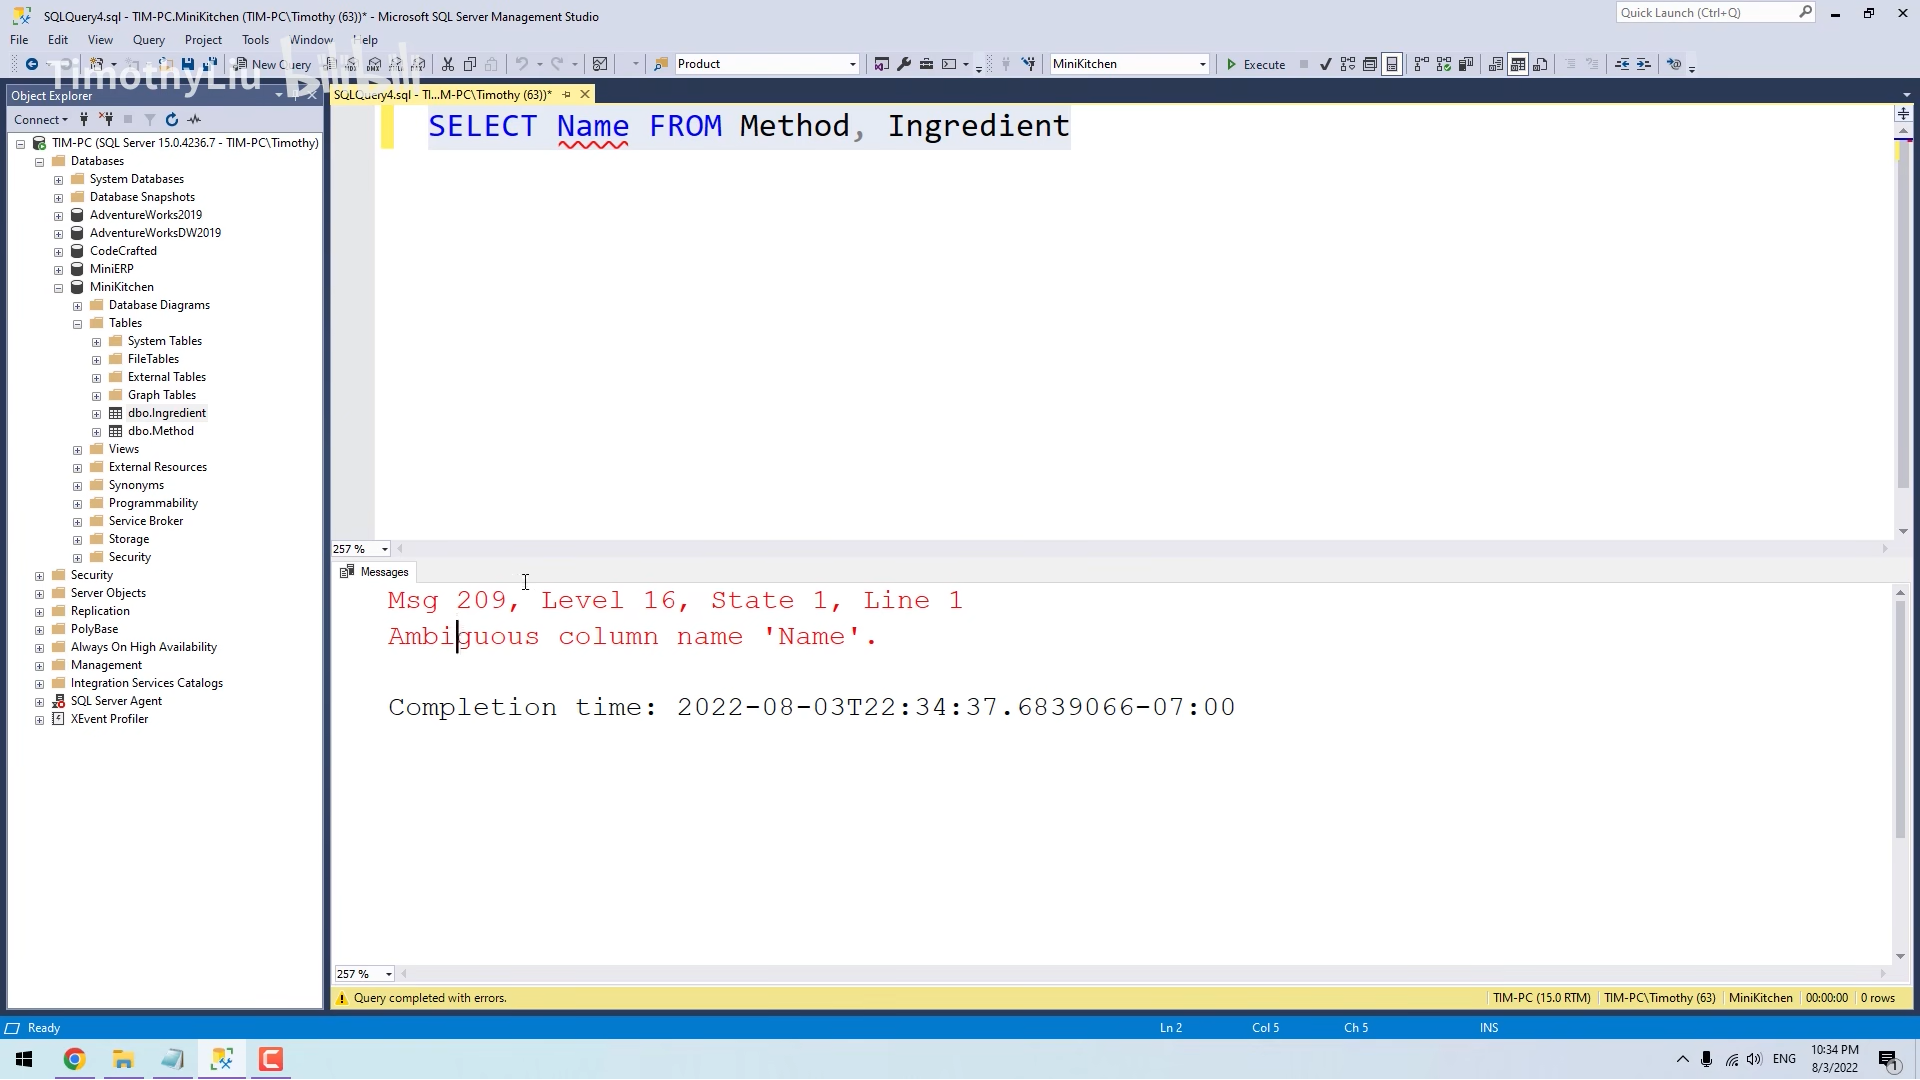 SQLQuery4.sql - TIM-PC.MiniKitchen (TIM-PC\Timothy (63))* - Microsoft SQL Server Management Studio
Quick Launch (Ctrl+Q)
File Edit View Query Project Tools Window Help
New Query
Product
MiniKitchen
Execute
TimothyLiu bilibili
Object Explorer
SQLQuery4.sql - TI...M-PC\Timothy (63))*
Connect
TIM-PC (SQL Server 15.0.4236.7 - TIM-PC\Timothy)
Databases
System Databases
Database Snapshots
AdventureWorks2019
AdventureWorksDW2019
CodeCrafted
MiniERP
MiniKitchen
Database Diagrams
Tables
System Tables
FileTables
External Tables
Graph Tables
dbo.Ingredient
dbo.Method
Views
External Resources
Synonyms
Programmability
Service Broker
Storage
Security
Security
Server Objects
Replication
PolyBase
Always On High Availability
Management
Integration Services Catalogs
SQL Server Agent
XEvent Profiler
SELECT Name FROM Method, Ingredient
257 %
Messages
Msg 209, Level 16, State 1, Line 1
Ambiguous column name 'Name'.
Completion time: 2022-08-03T22:34:37.6839066-07:00
257 %
Query completed with errors.
TIM-PC (15.0 RTM) TIM-PC\Timothy (63) MiniKitchen 00:00:00 0 rows
Ready
Ln 2 Col 5 Ch 5 INS
ENG
10:34 PM
8/3/2022
1